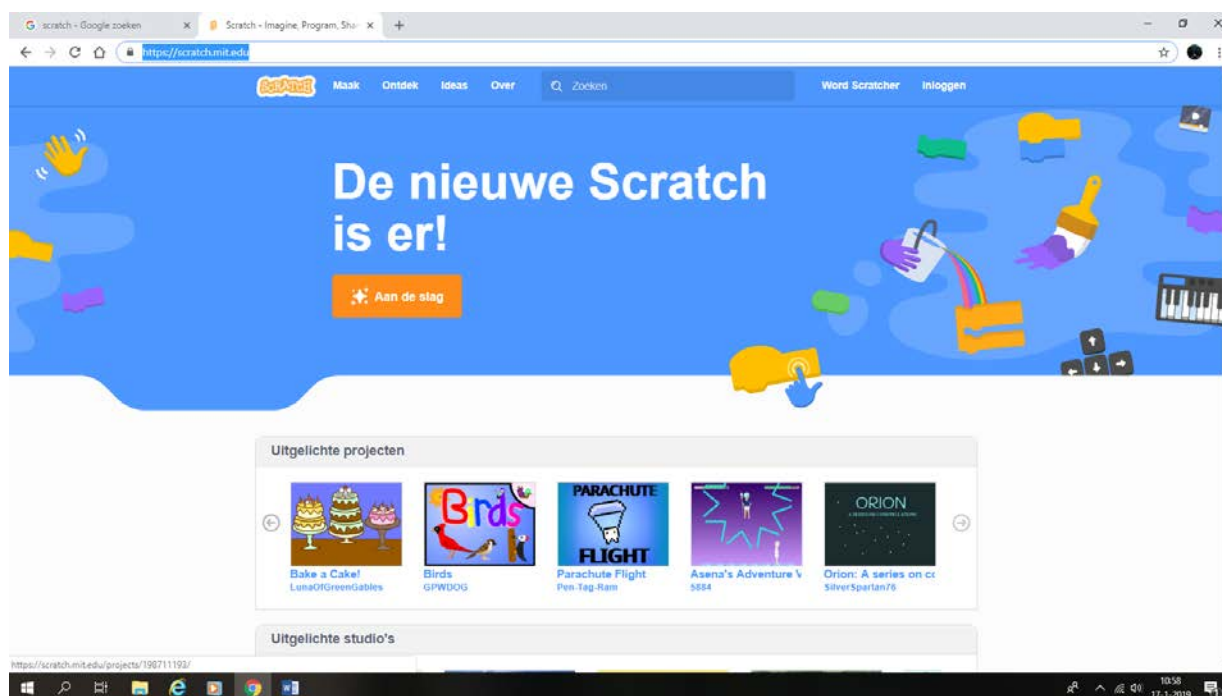 scratch - Google zoeken
Scratch - Imagine, Program, Sha
https://scratch.mit.edu
SCRATCH
Maak
Ontdek
Ideas
Over
Zoeken
Word Scratcher
Inloggen
De nieuwe Scratch
is er!
Aan de slag
Uitgelichte projecten
Birds
PARACHUTE
FLIGHT
ORION
Bake a Cake!
LunaOfGreenGables
Birds
GPWDOG
Parachute Flight
Pen-Tag-Ram
Asena's Adventure V
5884
Orion: A series on co
SilverSpartan76
Uitgelichte studio's
https://scratch.mit.edu/projects/198711193/
10:58
17-1-2019